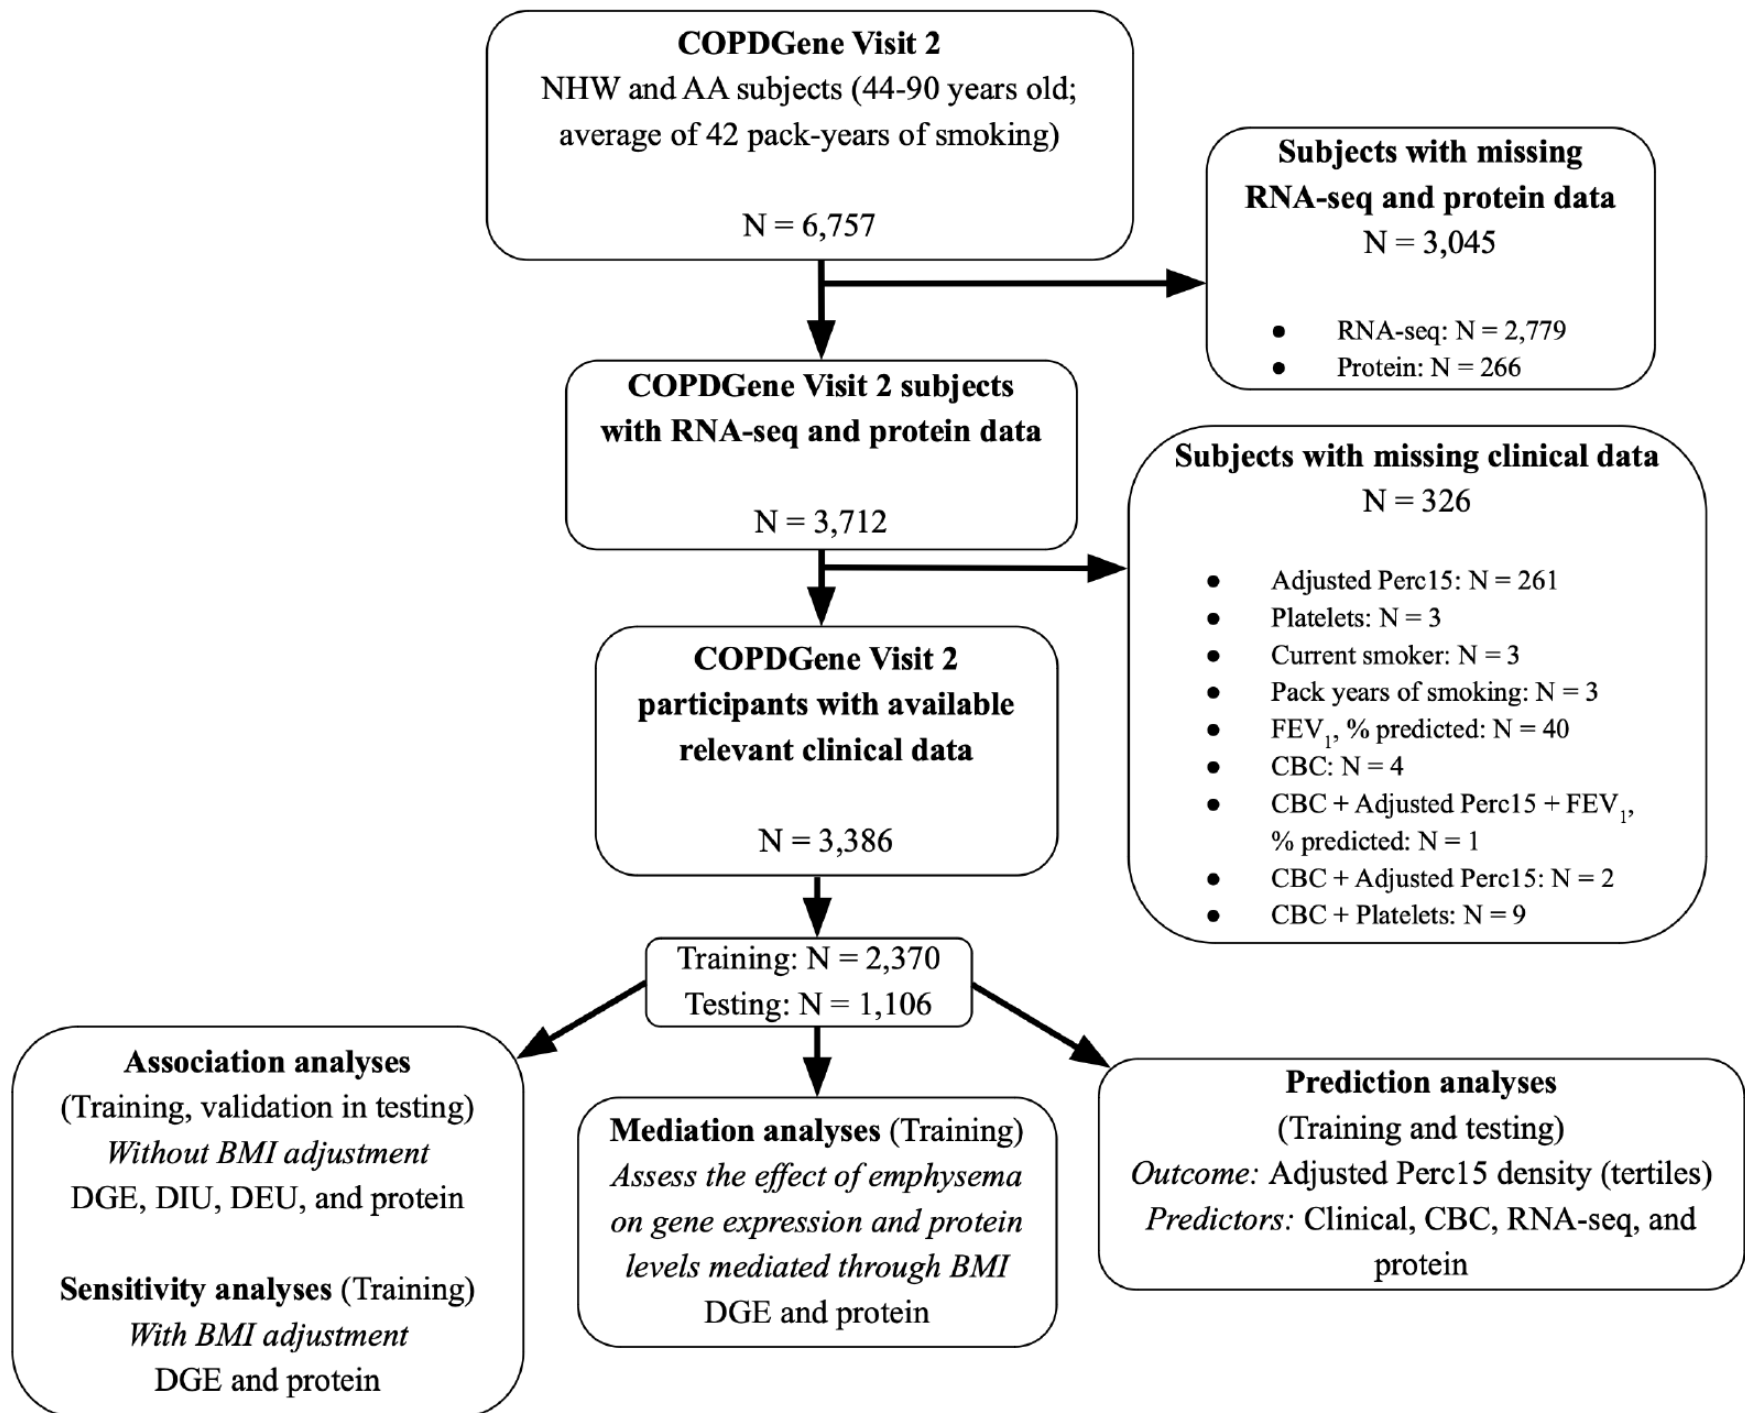 COPDGene Visit 2
NHW and AA subjects (44-90 years old;
average of 42 pack-years of smoking)
N = 6,757
Subjects with missing
RNA-seq and protein data
N = 3,045
● RNA-seq: N = 2,779
● Protein: N = 266
COPDGene Visit 2 subjects
with RNA-seq and protein data
N = 3,712
Subjects with missing clinical data
N = 326
● Adjusted Perc15: N = 261
● Platelets: N = 3
● Current smoker: N = 3
● Pack years of smoking: N = 3
● FEV₁, % predicted: N = 40
● CBC: N = 4
● CBC + Adjusted Perc15 + FEV₁,
% predicted: N = 1
● CBC + Adjusted Perc15: N = 2
● CBC + Platelets: N = 9
COPDGene Visit 2
participants with available
relevant clinical data
N = 3,386
Training: N = 2,370
Testing: N = 1,106
Association analyses
(Training, validation in testing)
Without BMI adjustment
DGE, DIU, DEU, and protein
Sensitivity analyses (Training)
With BMI adjustment
DGE and protein
Mediation analyses (Training)
Assess the effect of emphysema
on gene expression and protein
levels mediated through BMI
DGE and protein
Prediction analyses
(Training and testing)
Outcome: Adjusted Perc15 density (tertiles)
Predictors: Clinical, CBC, RNA-seq, and
protein